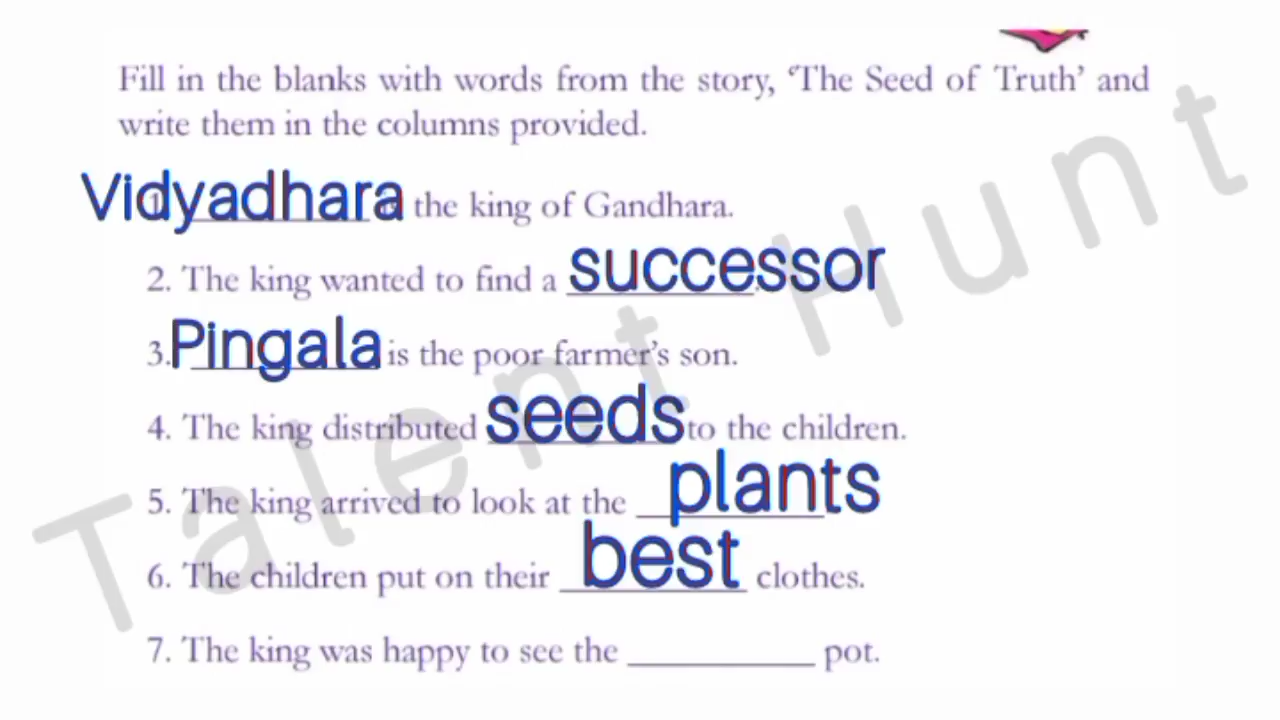 Fill in the blanks with words from the story, ‘The Seed of Truth’ and
write them in the columns provided.
Vidyadhara the king of Gandhara.
2. The king wanted to find a successor
3. Pingala is the poor farmer’s son.
4. The king distributed seeds to the children.
5. The king arrived to look at the plants
6. The children put on their best clothes.
7. The king was happy to see the __________ pot.
Talent Hunt